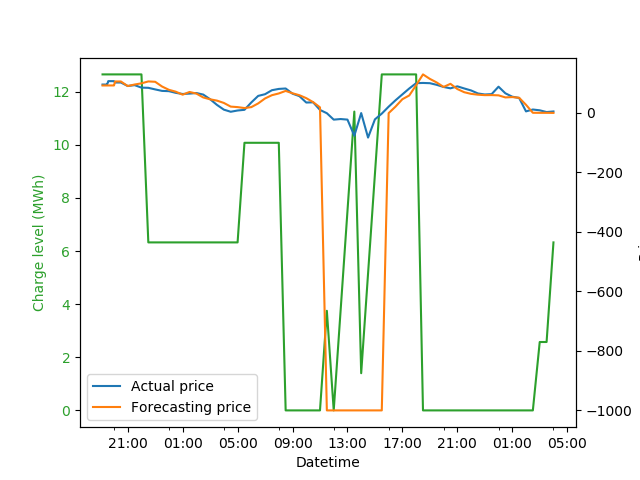 12
10
8
6
4
2
0
Charge level (MWh)
0
−200
−400
−600
−800
−1000
Actual price
Forecasting price
21:00 01:00 05:00 09:00 13:00 17:00 21:00 01:00 05:00
Datetime